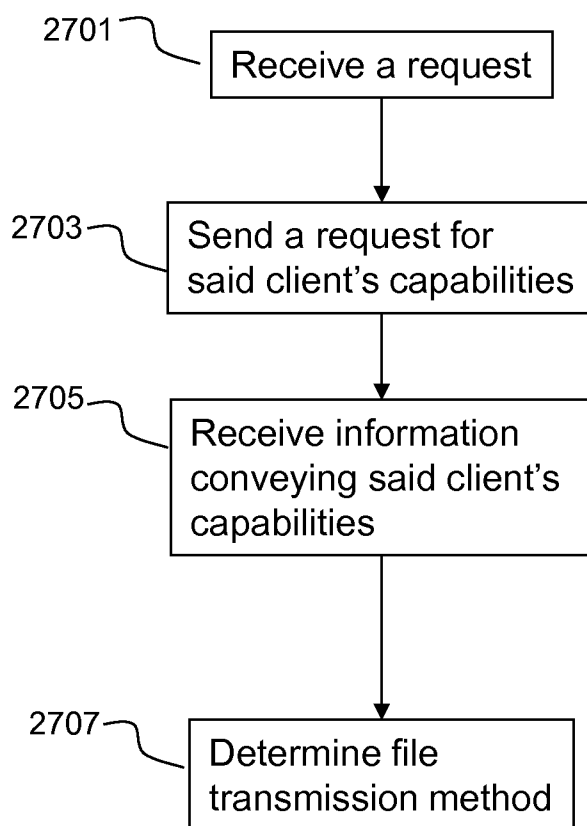 2701
Receive a request
2703
Send a request for
said client's capabilities
2705
Receive information
conveying said client's
capabilities
2707
Determine file
transmission method